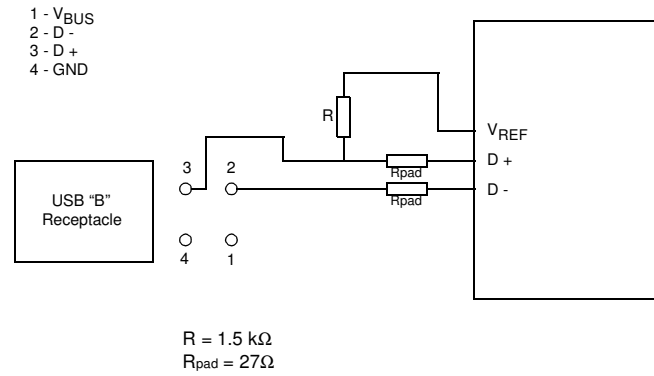 1 - VBUS
2 - D -
3 - D +
4 - GND
R
VREF
3
2
D +
Rpad
USB “B”
Receptacle
D -
Rpad
4
1
R = 1.5 kΩ
Rpad = 27Ω